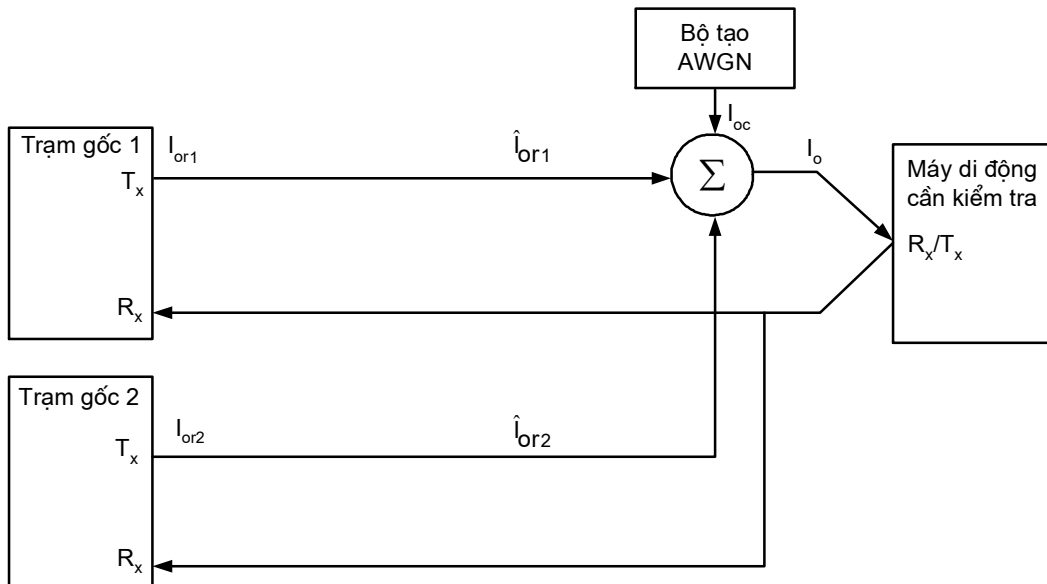 Bộ tạo
AWGN
I_oc
Trạm gốc 1
I_or1
Î_or1
T_x
Σ
I_o
Máy di động
cần kiểm tra
R_x/T_x
R_x
Trạm gốc 2
I_or2
Î_or2
T_x
R_x